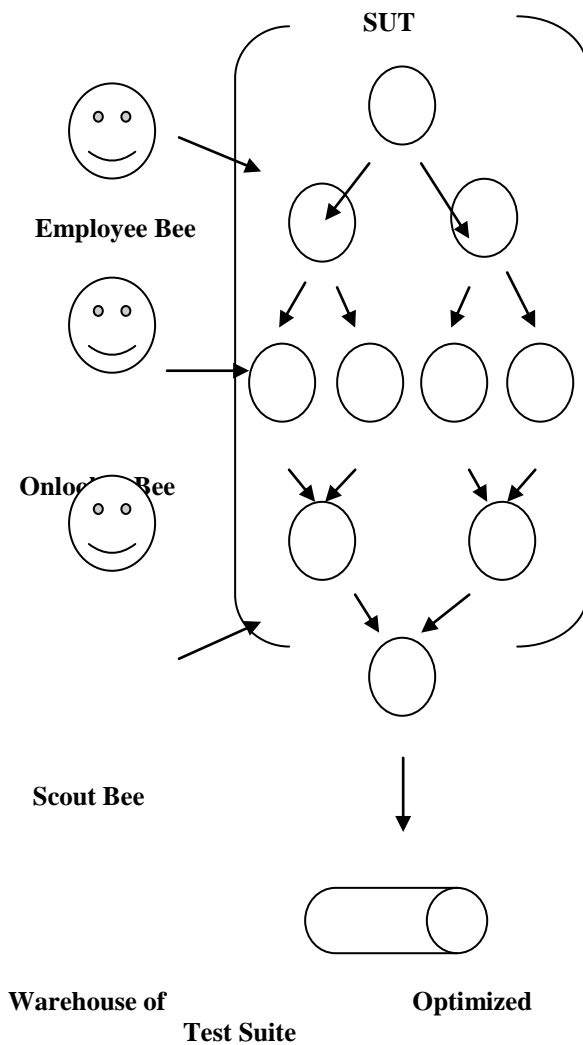 SUT
Employee Bee
Bee
Scout Bee
Warehouse of Optimized
Test Suite